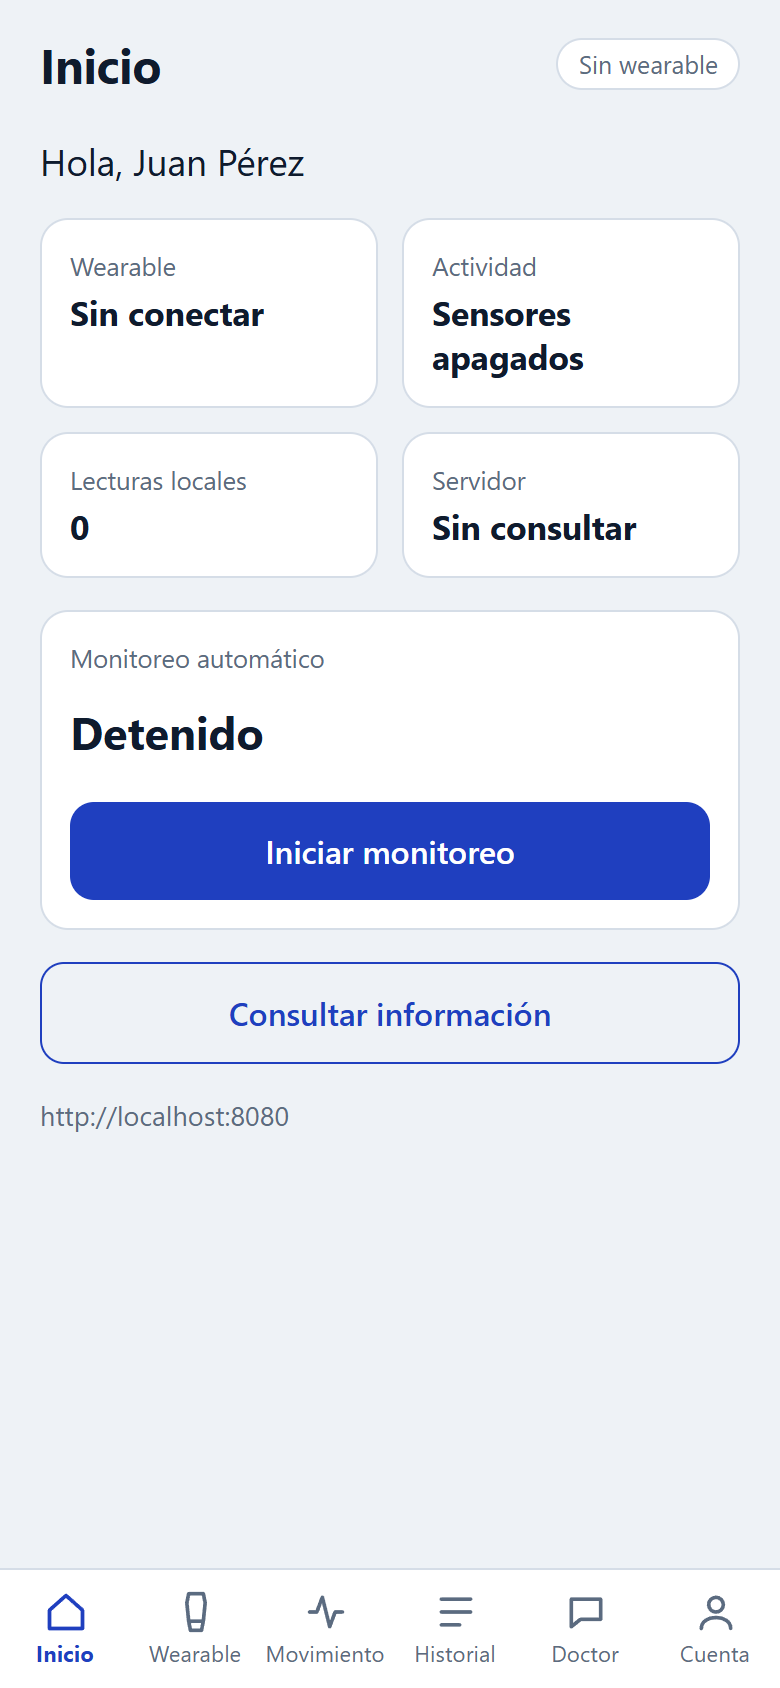 Inicio
Sin wearable
Hola, Juan Pérez
Wearable
Sin conectar
Actividad
Sensores
apagados
Lecturas locales
0
Servidor
Sin consultar
Monitoreo automático
Detenido
Iniciar monitoreo
Consultar información
http://localhost:8080
Inicio
Wearable
Movimiento
Historial
Doctor
Cuenta